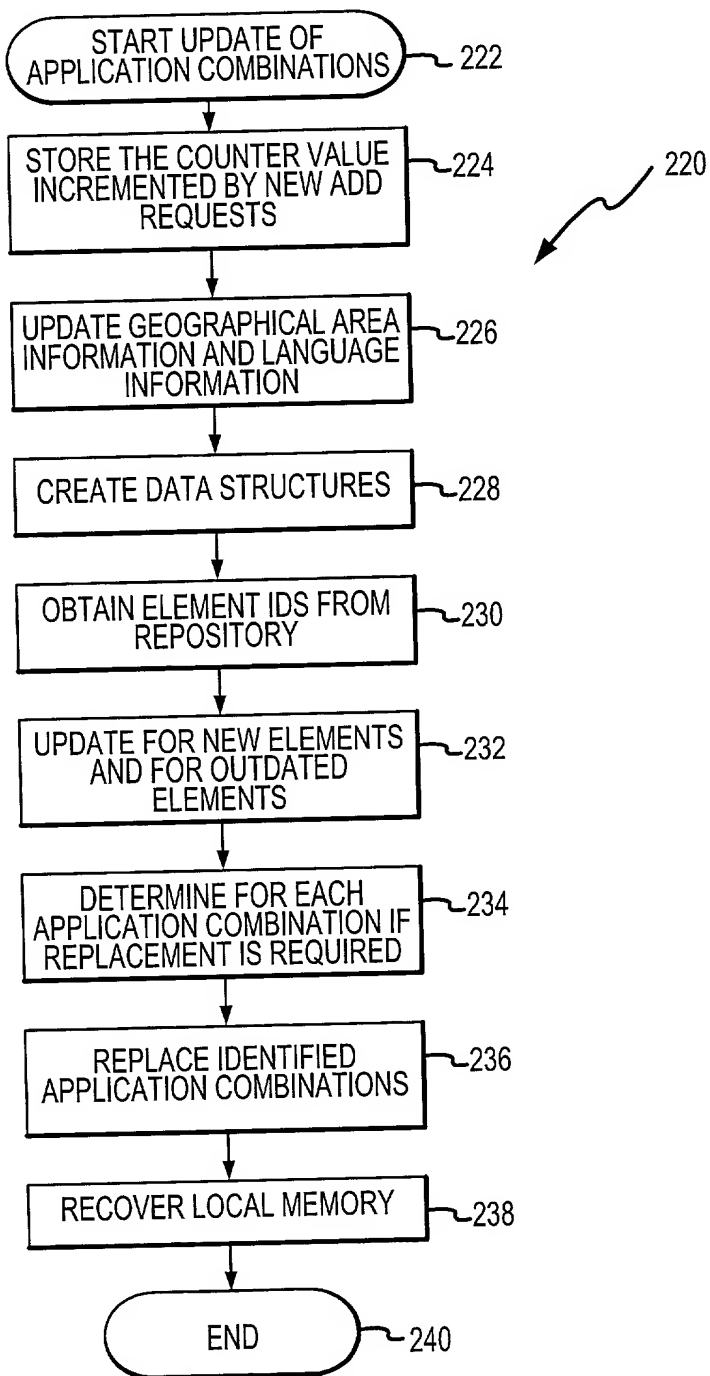 START UPDATE OF
APPLICATION COMBINATIONS
222
STORE THE COUNTER VALUE
INCREMENTED BY NEW ADD
REQUESTS
224
220
UPDATE GEOGRAPHICAL AREA
INFORMATION AND LANGUAGE
INFORMATION
226
CREATE DATA STRUCTURES
228
OBTAIN ELEMENT IDS FROM
REPOSITORY
230
UPDATE FOR NEW ELEMENTS
AND FOR OUTDATED
ELEMENTS
232
DETERMINE FOR EACH
APPLICATION COMBINATION IF
REPLACEMENT IS REQUIRED
234
REPLACE IDENTIFIED
APPLICATION COMBINATIONS
236
RECOVER LOCAL MEMORY
238
END
240